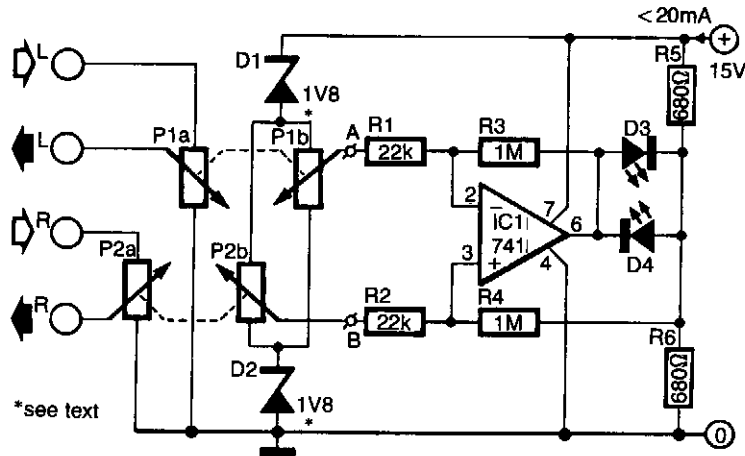 <20mA
L
D1
R5
+
15V
1V8
*
680Ω
L
P1a
P1b
A
R1
R3
D3
22k
1M
R
2
7
IC1
6
P2a
P2b
3
741
4
D4
R
R2
R4
B
22k
1M
R6
D2
680Ω
1V8
*
*see text
0